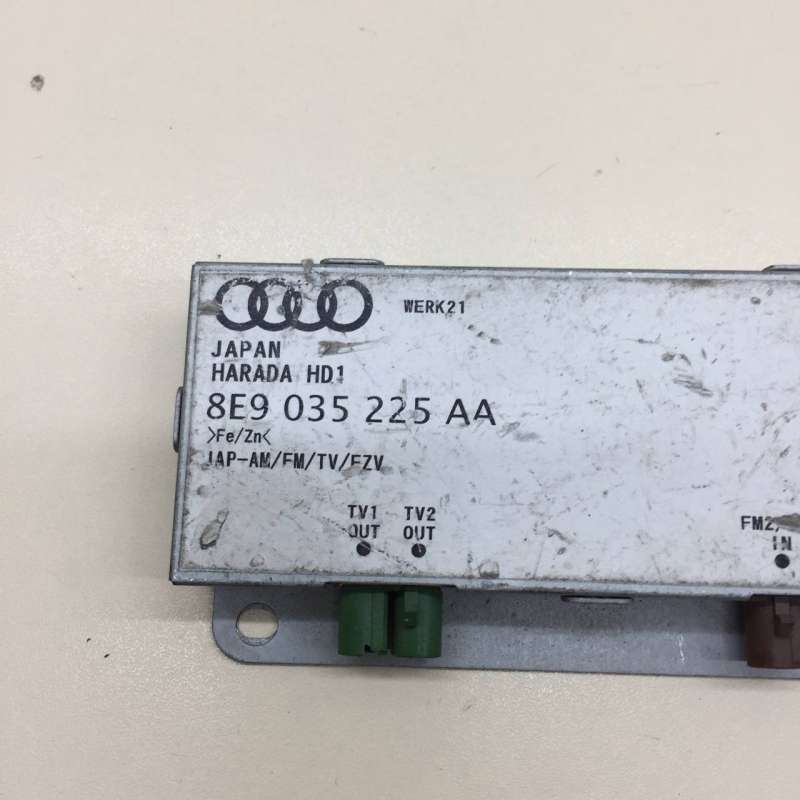 WERK21
JAPAN
HARADA HD1
8E9 035 225 AA
>Fe/Zn<
JAP-AM/FM/TV/FZV
TV1 TV2
OUT OUT
FM2/
IN